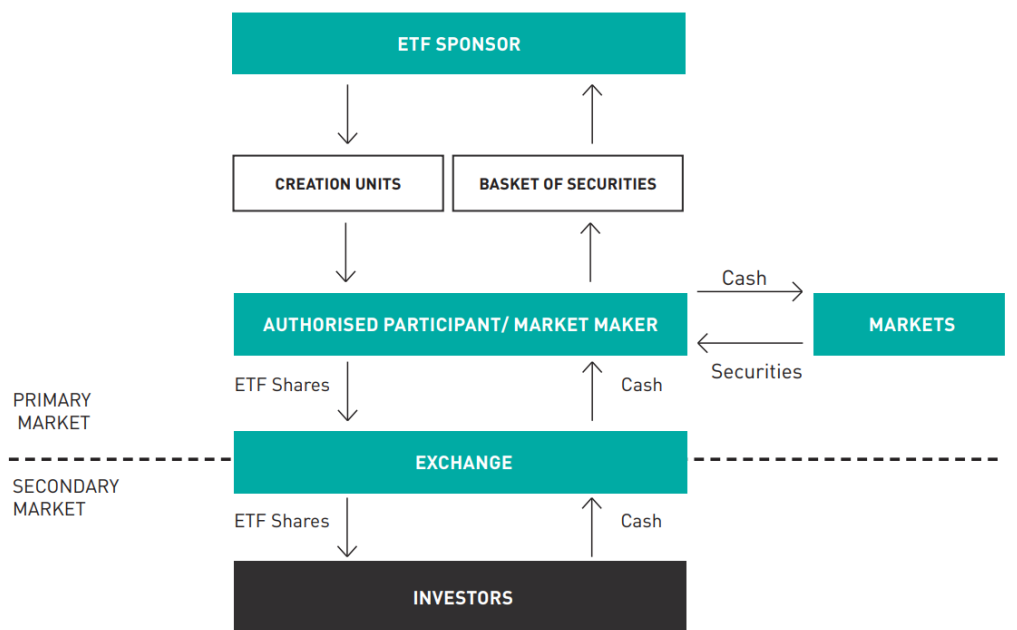 ETF SPONSOR
CREATION UNITS
BASKET OF SECURITIES
Cash
AUTHORISED PARTICIPANT/ MARKET MAKER
MARKETS
Securities
ETF Shares
Cash
PRIMARY
MARKET
EXCHANGE
SECONDARY
MARKET
ETF Shares
Cash
INVESTORS